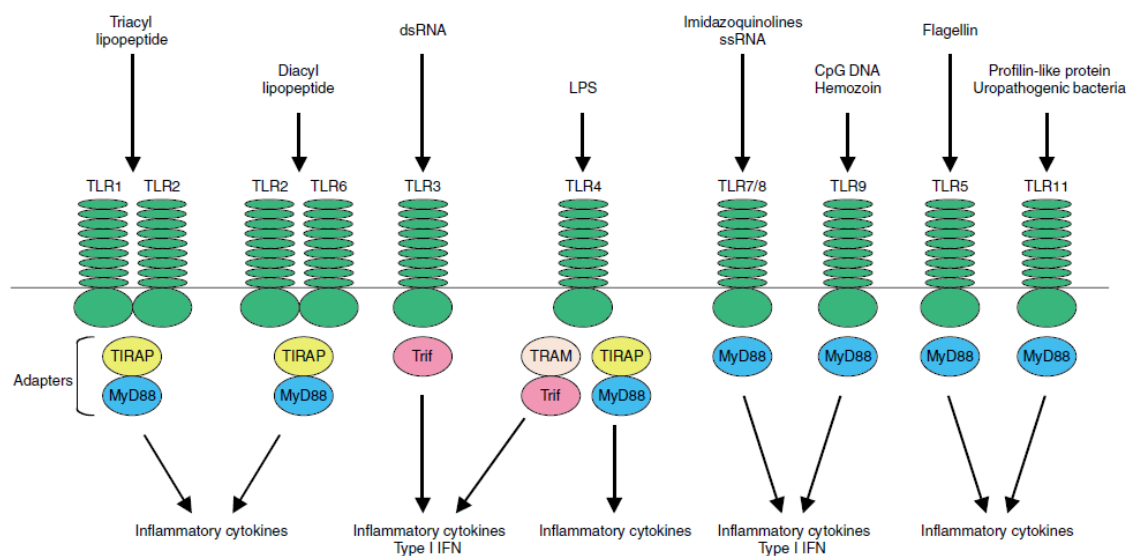 Triacyl
lipopeptide
dsRNA
Imidazoquinolines
ssRNA
Flagellin
Diacyl
lipopeptide
LPS
CpG DNA
Hemozoin
Profilin-like protein
Uropathogenic bacteria
TLR1 TLR2 TLR2 TLR6 TLR3 TLR4 TLR7/8 TLR9 TLR5 TLR11
Adapters
TIRAP TIRAP Trif TRAM TIRAP MyD88 MyD88 MyD88 MyD88
MyD88 MyD88 Trif MyD88
Inflammatory cytokines
Inflammatory cytokines
Type I IFN
Inflammatory cytokines
Inflammatory cytokines
Type I IFN
Inflammatory cytokines